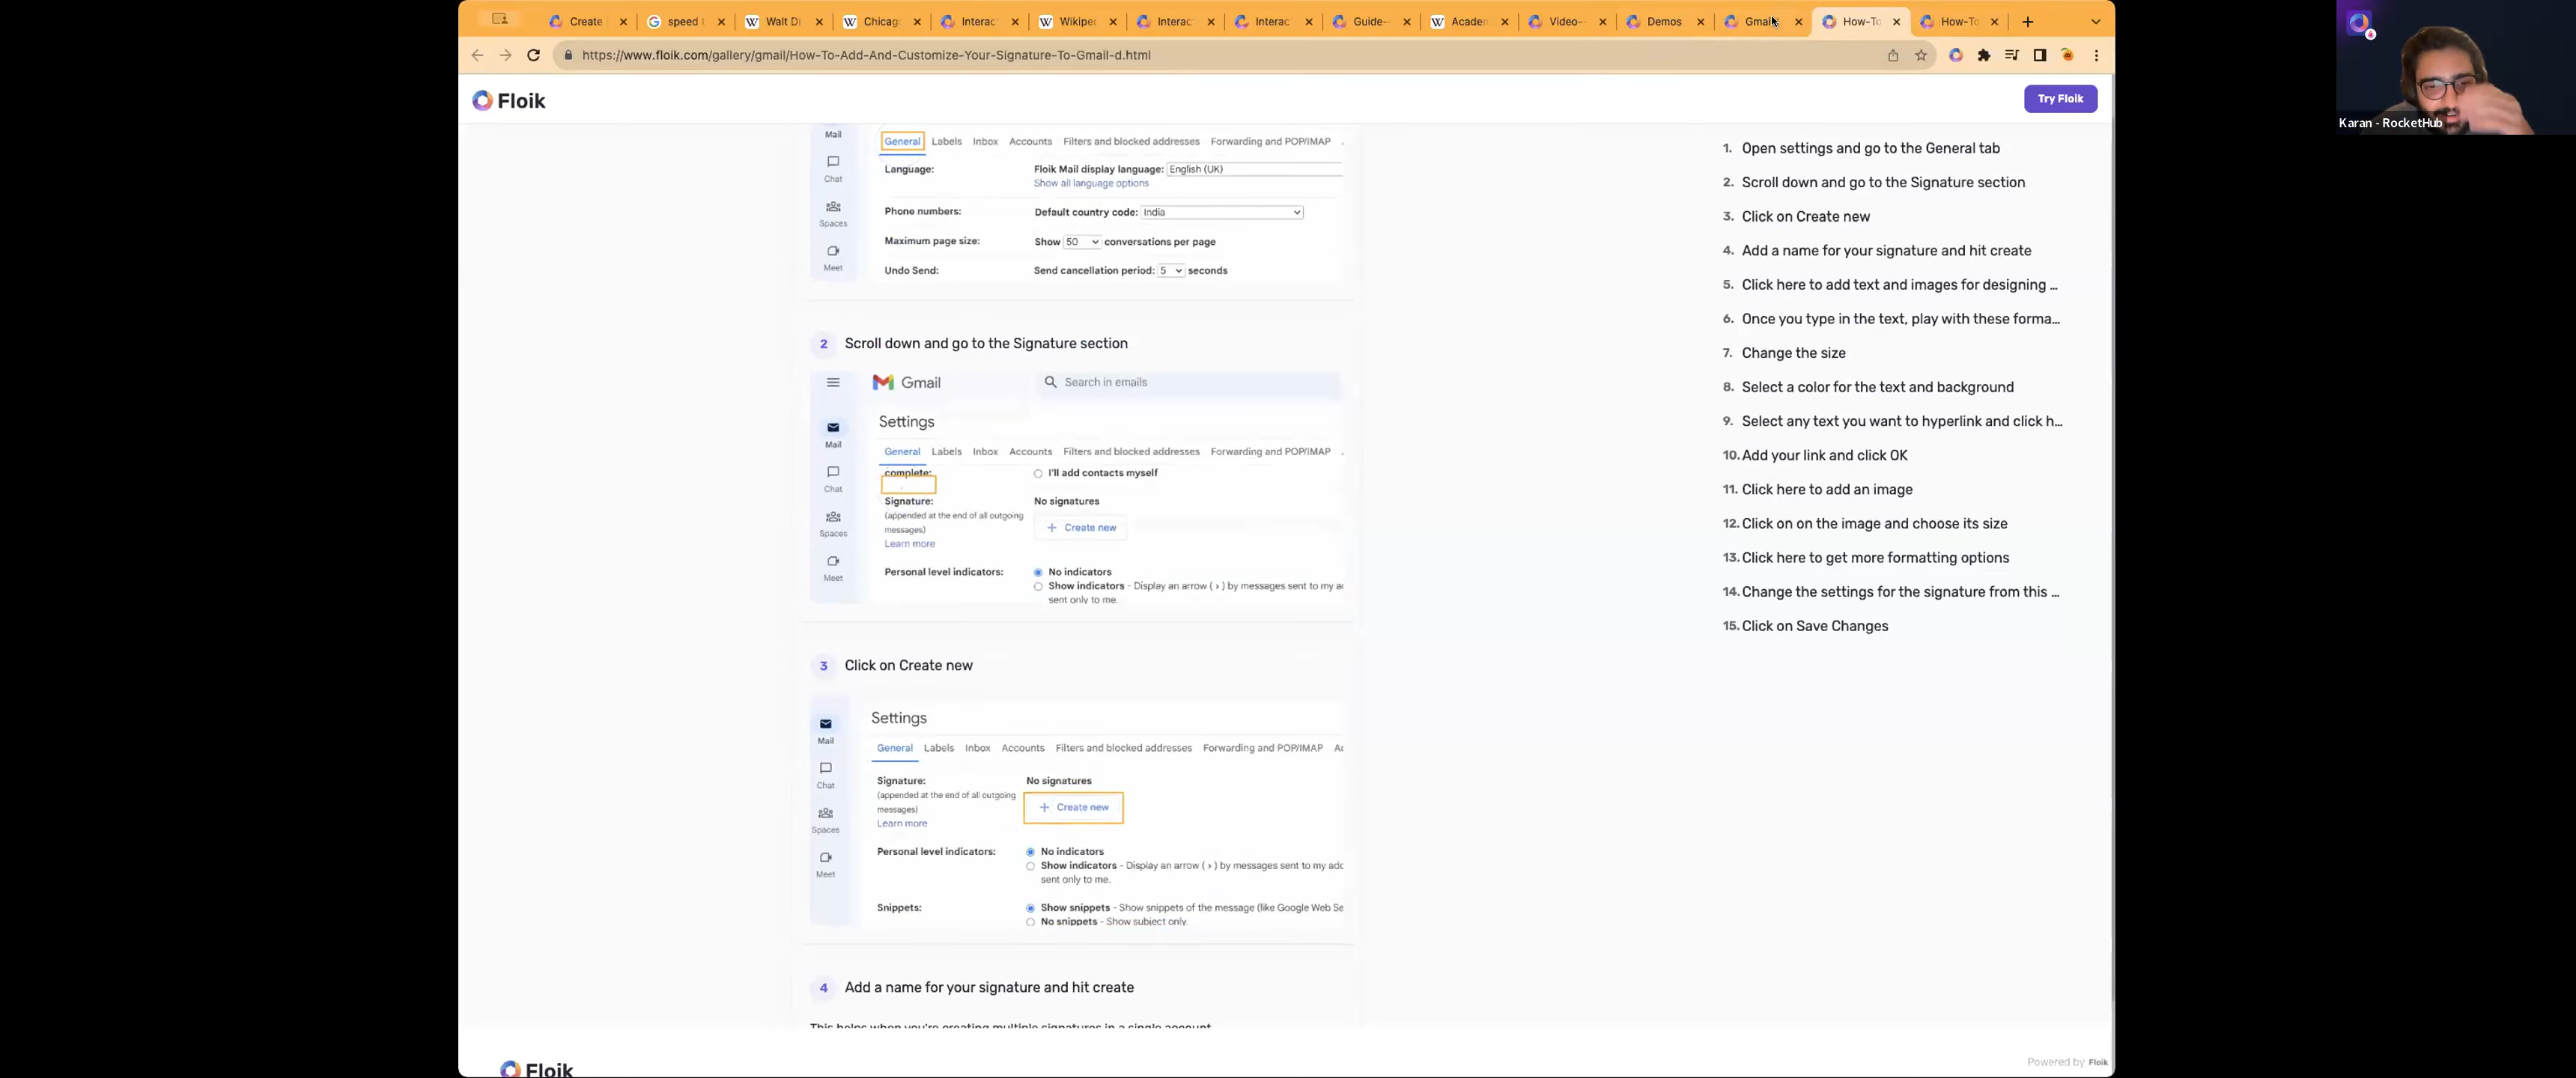 Create
speed t
Walt Di
Chicag
Interac
Wikipe
Interac
Interac
Guide-
Acade
Video-
Demos
Gmai
How-To
How-To
https://www.floik.com/gallery/gmail/How-To-Add-And-Customize-Your-Signature-To-Gmail-d.html
Karan - RocketHub
Floik
Try Floik
Mail
General Labels Inbox Accounts Filters and blocked addresses Forwarding and POP/IMAP
Language: Floik Mail display language: English (UK)
Show all language options
Chat
Phone numbers: Default country code: India
Spaces
Maximum page size: Show 50 conversations per page
Meet
Undo Send: Send cancellation period: 5 seconds
2 Scroll down and go to the Signature section
Gmail Search in emails
Settings
Mail
General Labels Inbox Accounts Filters and blocked addresses Forwarding and POP/IMAP
complete: I'll add contacts myself
Chat
Signature: No signatures
(appended at the end of all outgoing
messages)
+ Create new
Spaces
Learn more
Personal level indicators: No indicators
Meet
Show indicators - Display an arrow ( › ) by messages sent to my a
sent only to me.
3 Click on Create new
Settings
Mail
General Labels Inbox Accounts Filters and blocked addresses Forwarding and POP/IMAP A
Signature: No signatures
Chat
(appended at the end of all outgoing
messages)
+ Create new
Learn more
Spaces
Personal level indicators: No indicators
Show indicators - Display an arrow ( › ) by messages sent to my add
sent only to me.
Meet
Snippets: Show snippets - Show snippets of the message (like Google Web Se
No snippets - Show subject only.
4 Add a name for your signature and hit create
This helps when you're creating multiple signatures in a single account
1. Open settings and go to the General tab
2. Scroll down and go to the Signature section
3. Click on Create new
4. Add a name for your signature and hit create
5. Click here to add text and images for designing ...
6. Once you type in the text, play with these forma...
7. Change the size
8. Select a color for the text and background
9. Select any text you want to hyperlink and click h...
10. Add your link and click OK
11. Click here to add an image
12. Click on on the image and choose its size
13. Click here to get more formatting options
14. Change the settings for the signature from this ...
15. Click on Save Changes
Floik
Powered by Floik